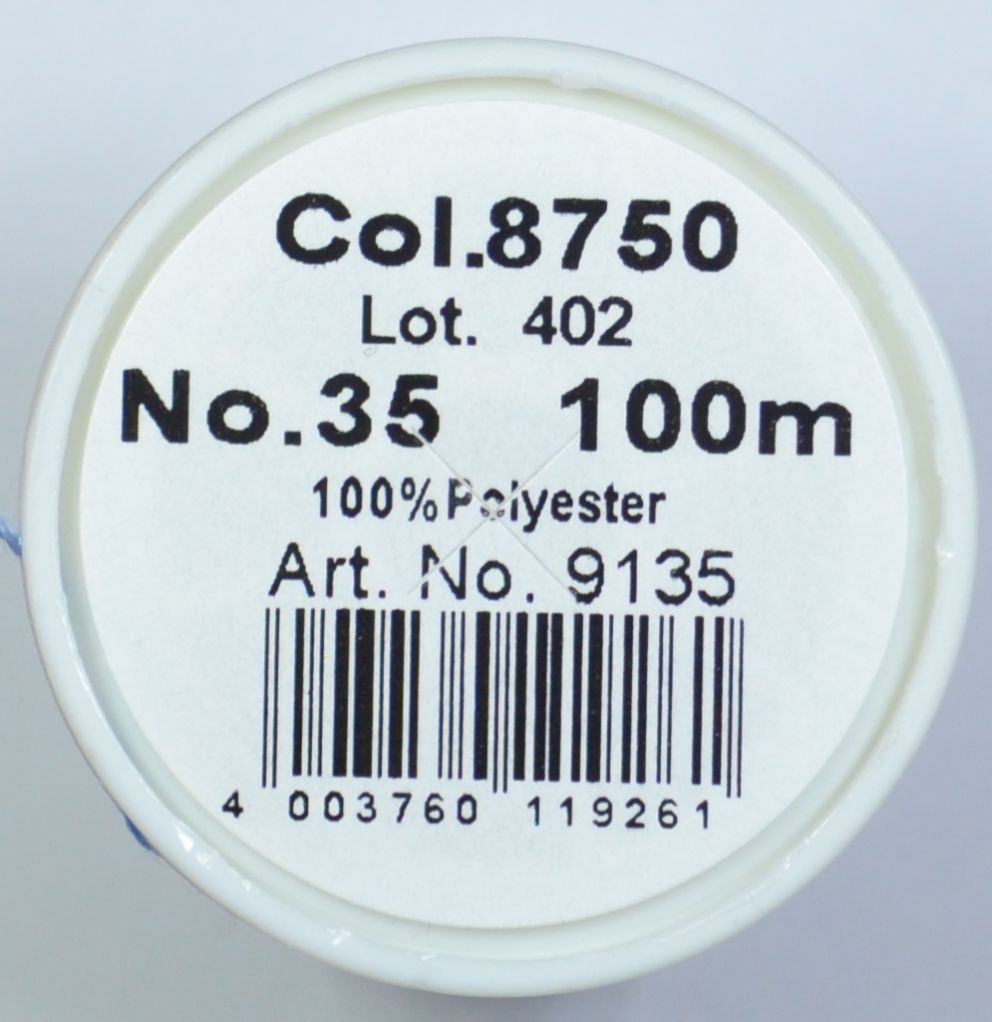 Col.8750
Lot. 402
No.35 100m
100%Polyester
Art. No. 9135
4 003760 119261